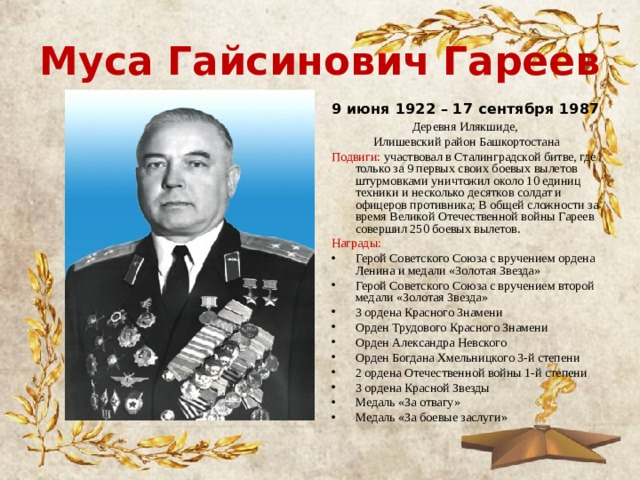 Муса Гайсинович Гареев
9 июня 1922 – 17 сентября 1987
Деревня Илякшиде,
Илишевский район Башкортостана
Подвиги: участвовал в Сталинградской битве, где
только за 9 первых своих боевых вылетов
штурмовками уничтожил около 10 единиц
техники и несколько десятков солдат и
офицеров противника; В общей сложности за
время Великой Отечественной войны Гареев
совершил 250 боевых вылетов.
Награды:
• Герой Советского Союза с вручением ордена
Ленина и медали «Золотая Звезда»
• Герой Советского Союза с вручением второй
медали «Золотая Звезда»
• 3 ордена Красного Знамени
• Орден Трудового Красного Знамени
• Орден Александра Невского
• Орден Богдана Хмельницкого 3-й степени
• 2 ордена Отечественной войны 1-й степени
• 3 ордена Красной Звезды
• Медаль «За отвагу»
• Медаль «За боевые заслуги»